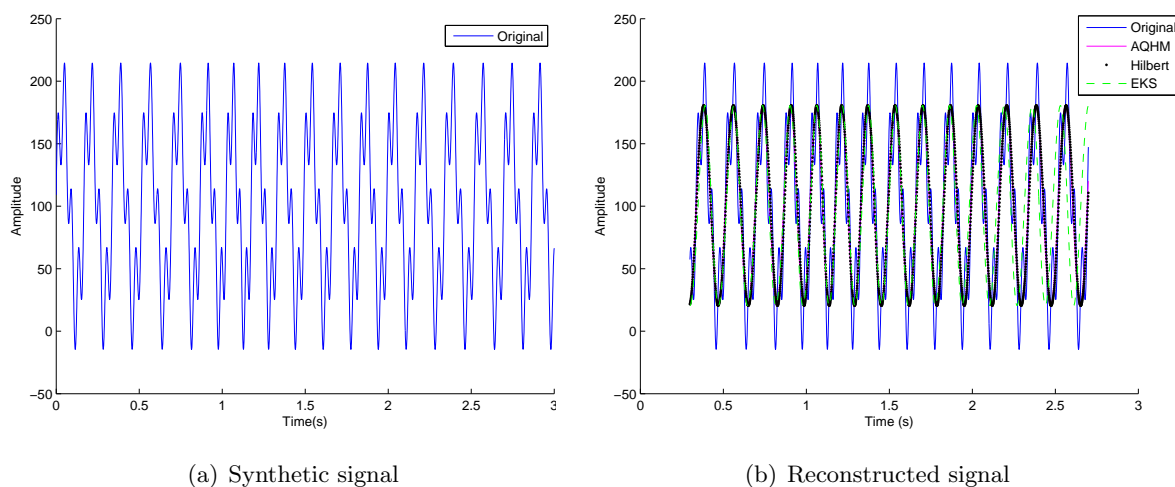 250
200
150
100
50
0
−50
0
0.5
1
1.5
2
2.5
3
Amplitude
Time(s)
Original
(a) Synthetic signal
250
200
150
100
50
0
−50
0
0.5
1
1.5
2
2.5
3
Amplitude
Time (s)
Original
AQHM
Hilbert
EKS
(b) Reconstructed signal